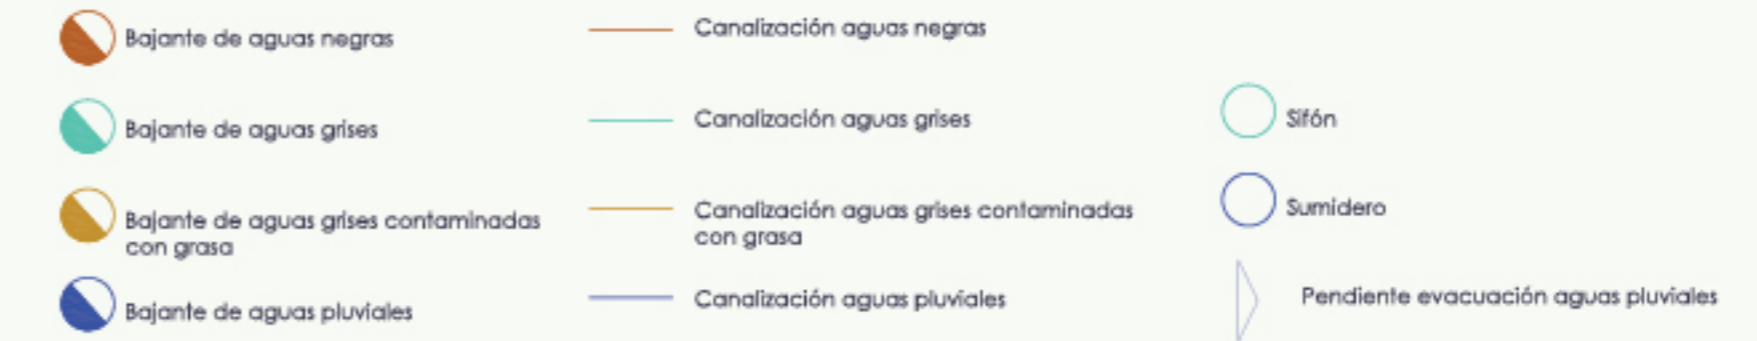 Bajante de aguas negras
Bajante de aguas grises
Bajante de aguas grises contaminadas
con grasa
Bajante de aguas pluviales
Canalización aguas negras
Canalización aguas grises
Canalización aguas grises contaminadas
con grasa
Canalización aguas pluviales
Sifón
Sumidero
Pendiente evacuación aguas pluviales